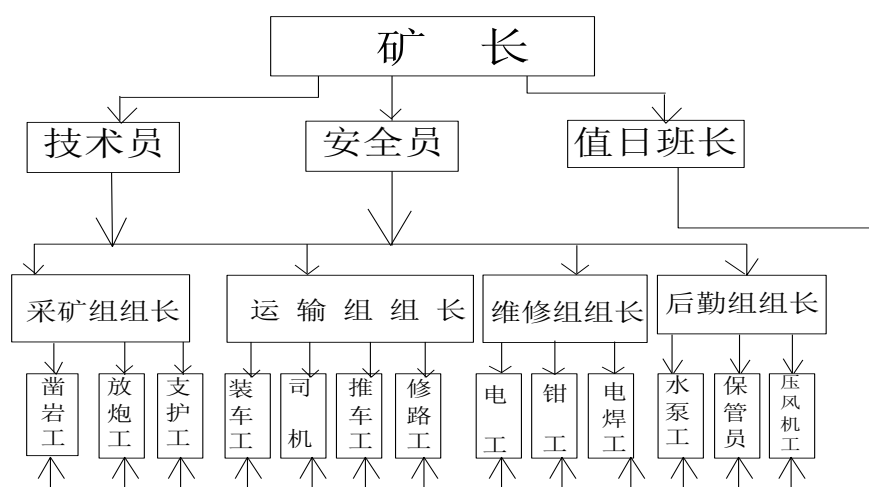 矿 长
技术员
安全员
值日班长
采矿组组长
运输组组长
维修组组长
后勤组组长
凿岩工
放炮工
支护工
装车工
司机
推车工
修路工
电工
钳工
电焊工
水泵工
保管员
压风机工